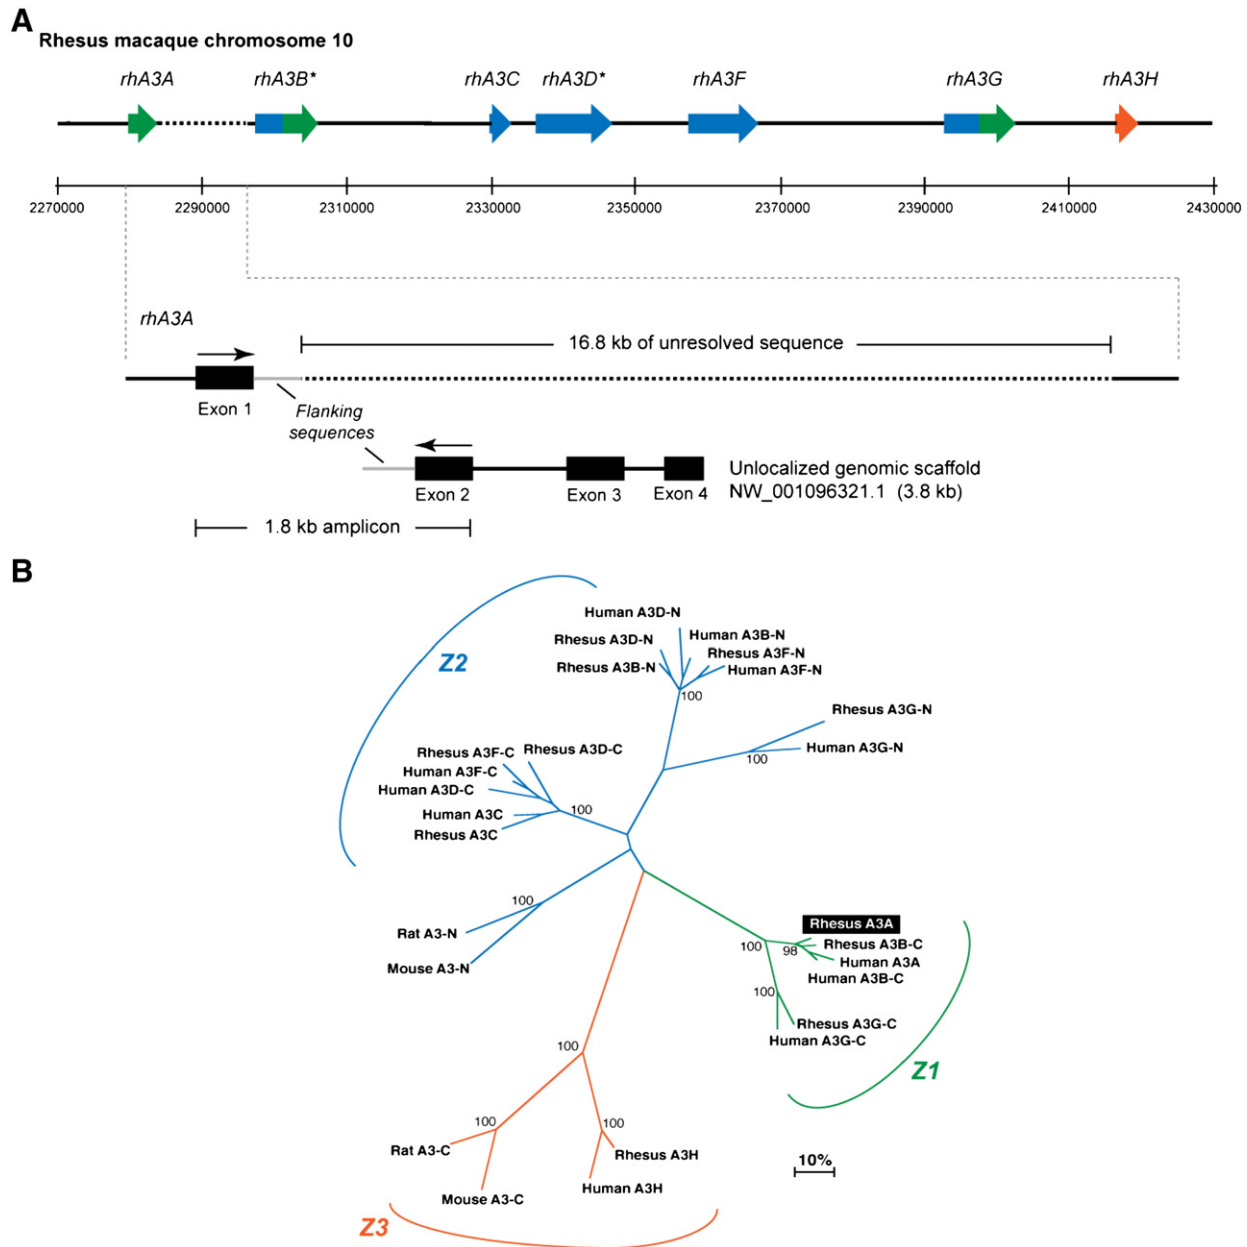 A
Rhesus macaque chromosome 10
rhA3A rhA3B* rhA3C rhA3D* rhA3F rhA3G rhA3H
2270000 2290000 2310000 2330000 2350000 2370000 2390000 2410000 2430000
rhA3A
16.8 kb of unresolved sequence
Exon 1
Flanking
sequences
Exon 2 Exon 3 Exon 4
Unlocalized genomic scaffold
NW_001096321.1 (3.8 kb)
1.8 kb amplicon
B
Z2
Human A3D-N
Rhesus A3D-N
Human A3B-N
Rhesus A3B-N
Rhesus A3F-N
Human A3F-N
100
Rhesus A3G-N
Human A3G-N
100
Rhesus A3F-C
Rhesus A3D-C
Human A3F-C
Human A3D-C
Human A3C
Rhesus A3C
100
100
Rat A3-N
Mouse A3-N
Rhesus A3A
Rhesus A3B-C
Human A3A
Human A3B-C
100
98
100
Rhesus A3G-C
Human A3G-C
Z1
100
100
100
Rat A3-C
Mouse A3-C
Rhesus A3H
Human A3H
10%
Z3